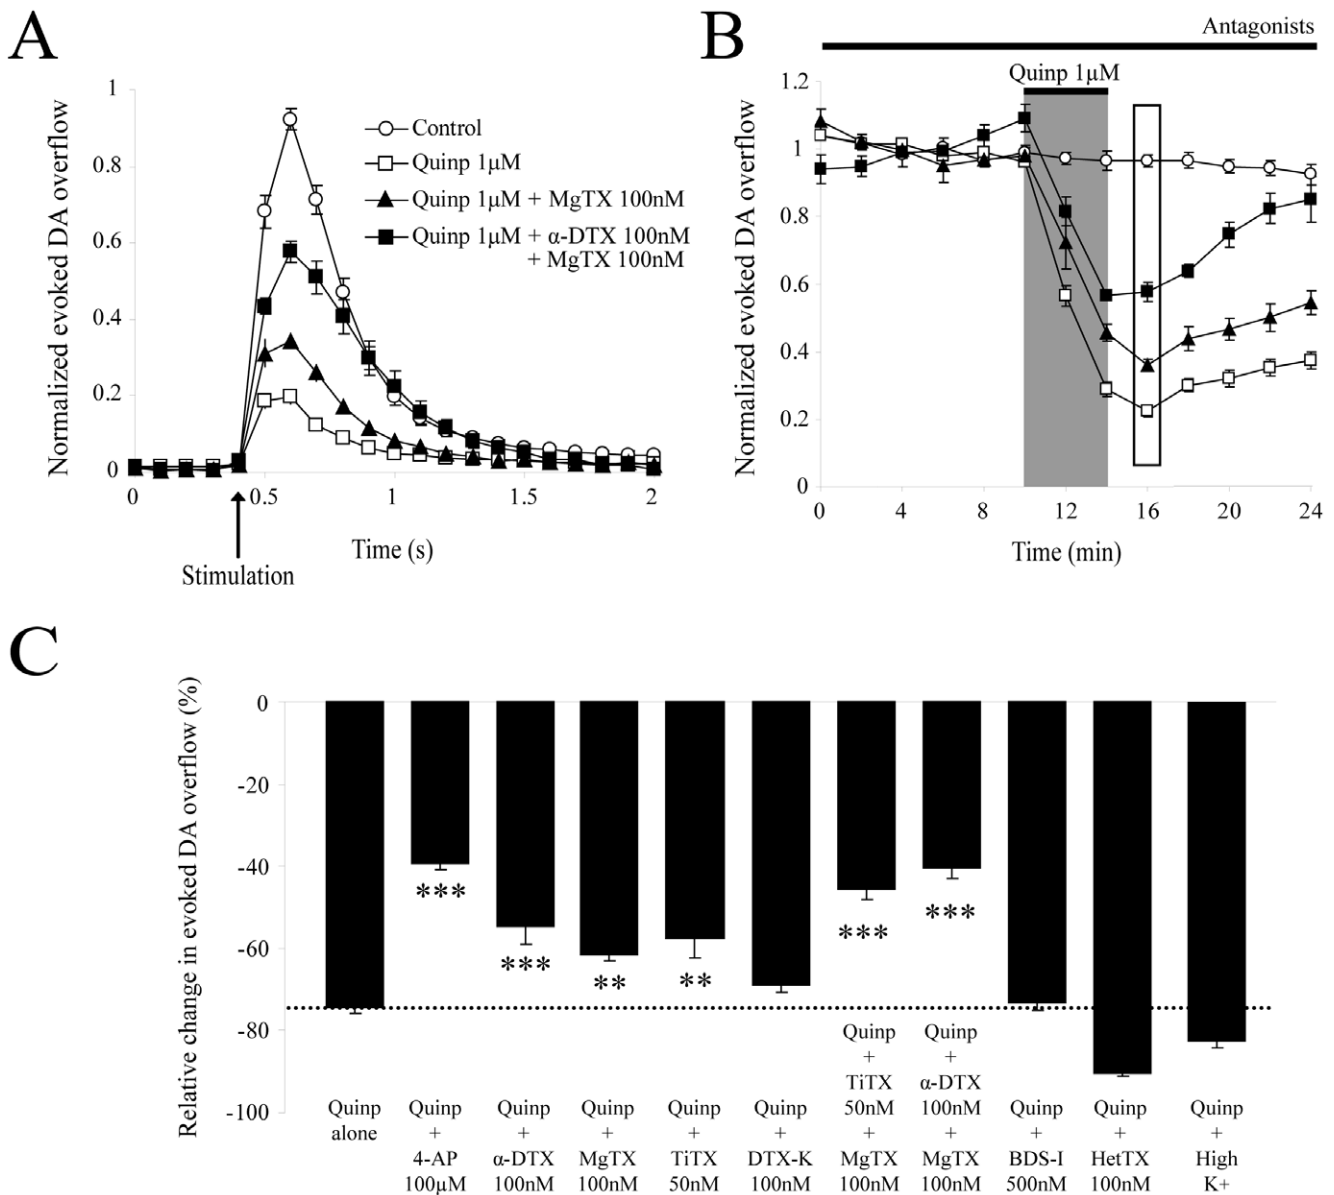 A
Normalized evoked DA overflow
1
0.8
0.6
0.4
0.2
0
0
0.5
1
1.5
2
Time (s)
Stimulation
Control
Quinp 1µM
Quinp 1µM + MgTX 100nM
Quinp 1µM + α-DTX 100nM
+ MgTX 100nM
B
Antagonists
Quinp 1µM
Normalized evoked DA overflow
1.2
1
0.8
0.6
0.4
0.2
0
0
4
8
12
16
20
24
Time (min)
C
Relative change in evoked DA overflow (%)
0
-20
-40
-60
-80
-100
***
***
**
**
***
***
Quinp
alone
Quinp
+
4-AP
100µM
Quinp
+
α-DTX
100nM
Quinp
+
MgTX
100nM
Quinp
+
TiTX
50nM
Quinp
+
DTX-K
100nM
Quinp
+
TiTX
50nM
+
MgTX
100nM
Quinp
+
α-DTX
100nM
+
MgTX
100nM
Quinp
+
BDS-I
500nM
Quinp
+
HetTX
100nM
Quinp
+
High
K+